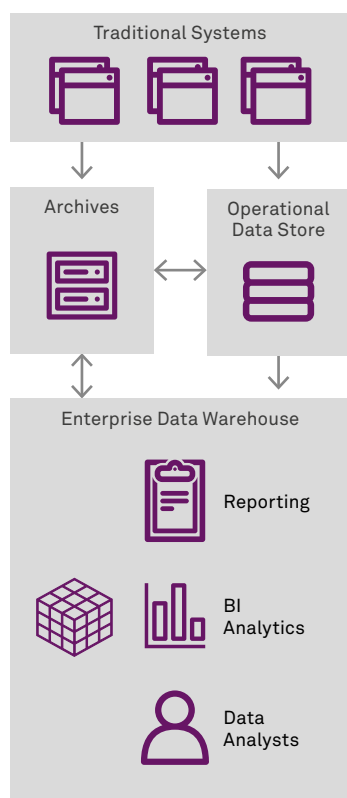 Traditional Systems
Archives
Operational
Data Store
Enterprise Data Warehouse
Reporting
BI
Analytics
Data
Analysts